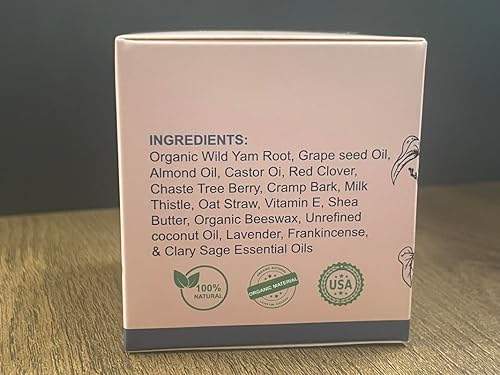 INGREDIENTS:
Organic Wild Yam Root, Grape seed Oil,
Almond Oil, Castor Oi, Red Clover,
Chaste Tree Berry, Cramp Bark, Milk
Thistle, Oat Straw, Vitamin E, Shea
Butter, Organic Beeswax, Unrefined
coconut Oil, Lavender, Frankincense,
& Clary Sage Essential Oils
100%
NATURAL
ORGANIC MATERIAL
USA